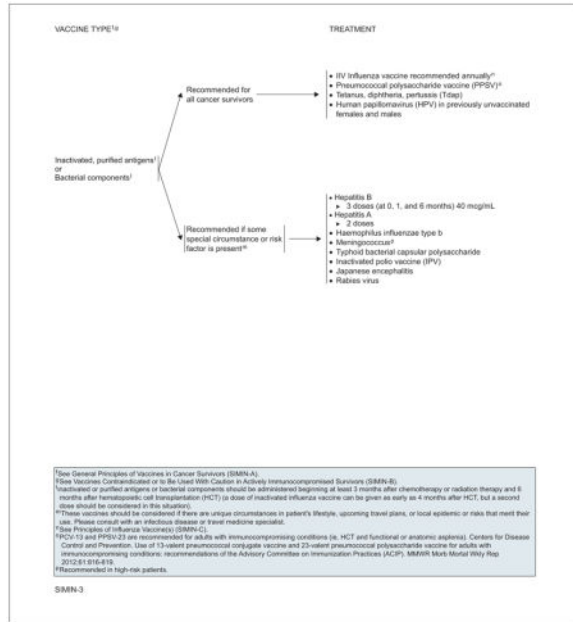 VACCINE TYPE
TREATMENT
Recommended for
all cancer survivors
• IIV Influenza vaccine recommended annually
• Pneumococcal polysaccharide vaccine (PPSV)
• Tetanus, diphtheria, pertussis (Tdap)
• Human papillomavirus (HPV) in previously unvaccinated
females and males
Inactivated, purified antigens
or
Bacterial components
Recommended if some
special circumstance or risk
factor is present
• Hepatitis B
► 3 doses (at 0, 1, and 6 months) 40 mcg/mL
• Hepatitis A
► 2 doses
• Haemophilus influenzae type b
• Meningococcus
• Typhoid bacterial capsular polysaccharide
• Inactivated polio vaccine (IPV)
• Japanese encephalitis
• Rabies virus
See General Principles of Vaccines in Cancer Survivors (SIMIN-A).
See Vaccines Contraindicated or to Be Used With Caution in Actively Immunocompromised Survivors (SIMIN-B).
Inactivated or purified antigens or bacterial components should be administered beginning at least 3 months after chemotherapy or radiation therapy and 6
months after hematopoietic cell transplantation (HCT) (a dose of inactivated influenza vaccine can be given as early as 4 months after HCT, but a second
dose should be considered in this situation).
These vaccines should be considered if there are unique circumstances in patient's lifestyle, upcoming travel plans, or local epidemic or risks that merit their
use. Please consult with an infectious disease or travel medicine specialist.
See Principles of Influenza Vaccine(s) (SIMIN-C).
PCV-13 and PPSV-23 are recommended for adults with immunocompromising conditions (ie, HCT and functional or anatomic asplenia). Centers for Disease
Control and Prevention. Use of 13-valent pneumococcal conjugate vaccine and 23-valent pneumococcal polysaccharide vaccine for adults with
immunocompromising conditions: recommendations of the Advisory Committee on Immunization Practices (ACIP). MMWR Morb Mortal Wkly Rep
2012;61:816-819.
Recommended in high-risk patients.
SIMIN-3